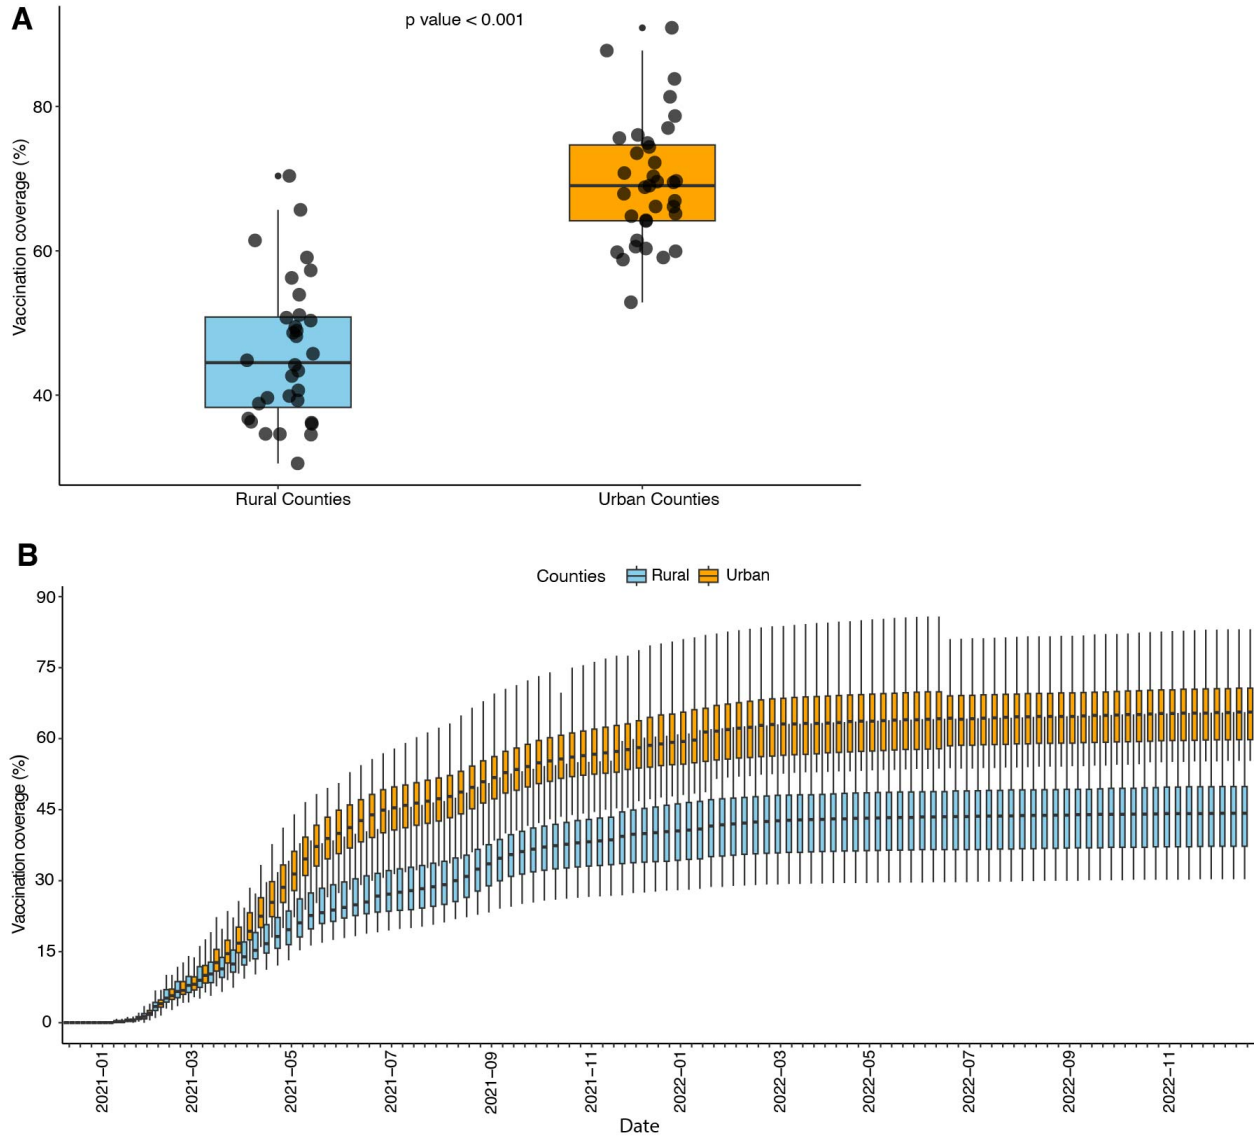 A
p value < 0.001
Vaccination coverage (%)
80
60
40
Rural Counties
Urban Counties
B
Counties
Rural
Urban
Vaccination coverage (%)
90
75
60
45
30
15
0
2021–01
2021–03
2021–05
2021–07
2021–09
2021–11
2022–01
2022–03
2022–05
2022–07
2022–09
2022–11
Date